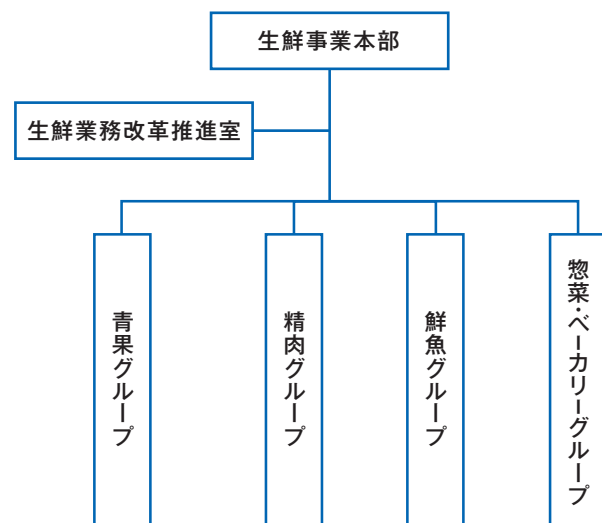 生鮮事業本部
生鮮業務改革推進室
青果グループ
精肉グループ
鮮魚グループ
惣菜・ベーカリーグループ